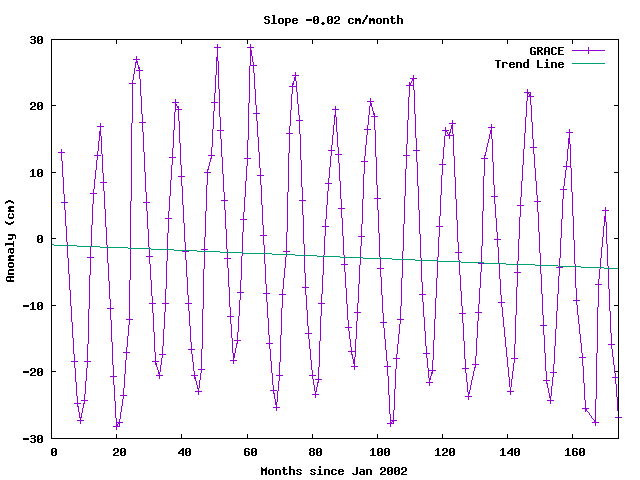 Slope -0.02 cm/month
GRACE
Trend Line
30
20
10
0
-10
-20
-30
Anomaly (cm)
0 20 40 60 80 100 120 140 160
Months since Jan 2002